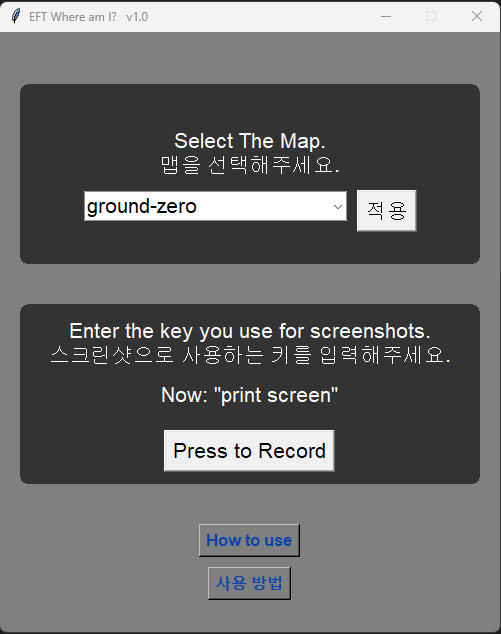 EFT Where am I?   v1.0
Select The Map.
맵을 선택해주세요.
ground-zero
적용
Enter the key you use for screenshots.
스크린샷으로 사용하는 키를 입력해주세요.
Now: "print screen"
Press to Record
How to use
사용 방법